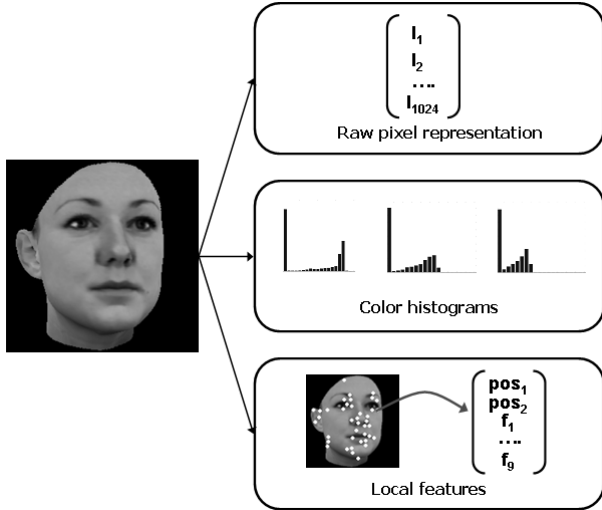 I1
I2
....
I1024
Raw pixel representation
Color histograms
pos1
pos2
f1
....
f9
Local features